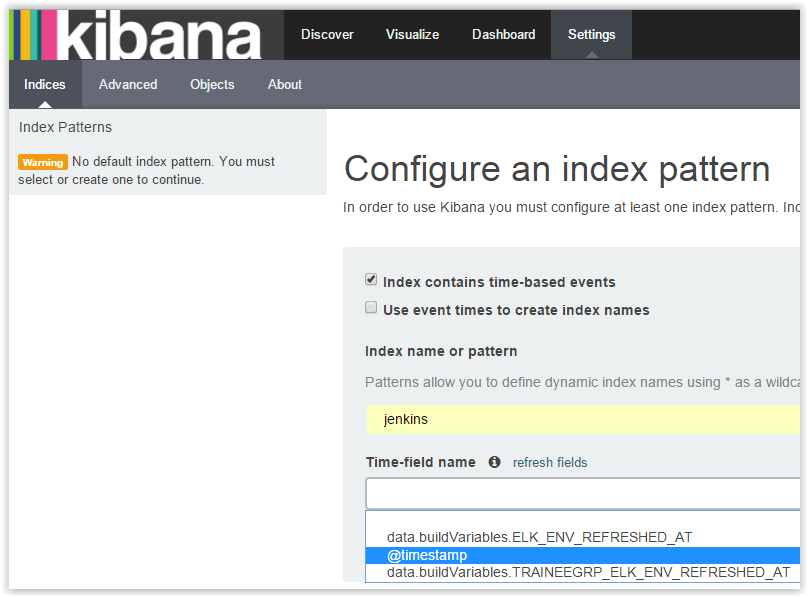 kibana
Discover Visualize Dashboard Settings
Indices Advanced Objects About
Index Patterns
Warning No default index pattern. You must
select or create one to continue.
Configure an index pattern
In order to use Kibana you must configure at least one index pattern.
Index contains time-based events
Use event times to create index names
Index name or pattern
Patterns allow you to define dynamic index names using * as a
jenkins
Time-field name refresh fields
data.buildVariables.ELK_ENV_REFRESHED_AT
@timestamp
data.buildVariables.TRAINEEGRP_ELK_ENV_REFRESHED_AT